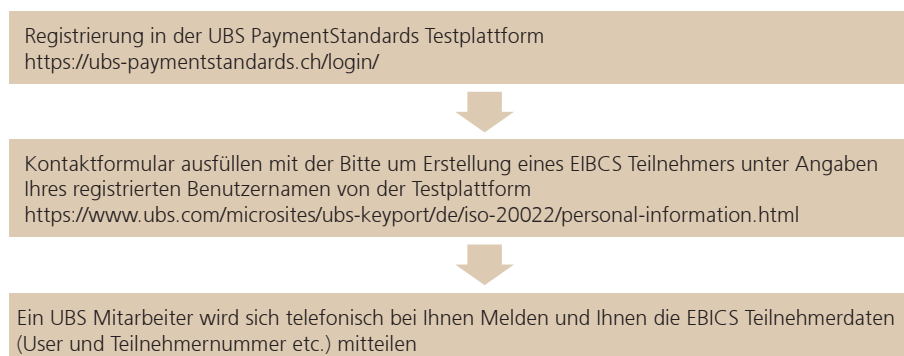 Registrierung in der UBS PaymentStandards Testplattform
https://ubs-paymentstandards.ch/login/
Kontaktformular ausfüllen mit der Bitte um Erstellung eines EIBCS Teilnehmers unter Angaben
Ihres registrierten Benutzernamen von der Testplattform
https://www.ubs.com/microsites/ubs-keyport/de/iso-20022/personal-information.html
Ein UBS Mitarbeiter wird sich telefonisch bei Ihnen Melden und Ihnen die EBICS Teilnehmerdaten
(User und Teilnehmernummer etc.) mitteilen